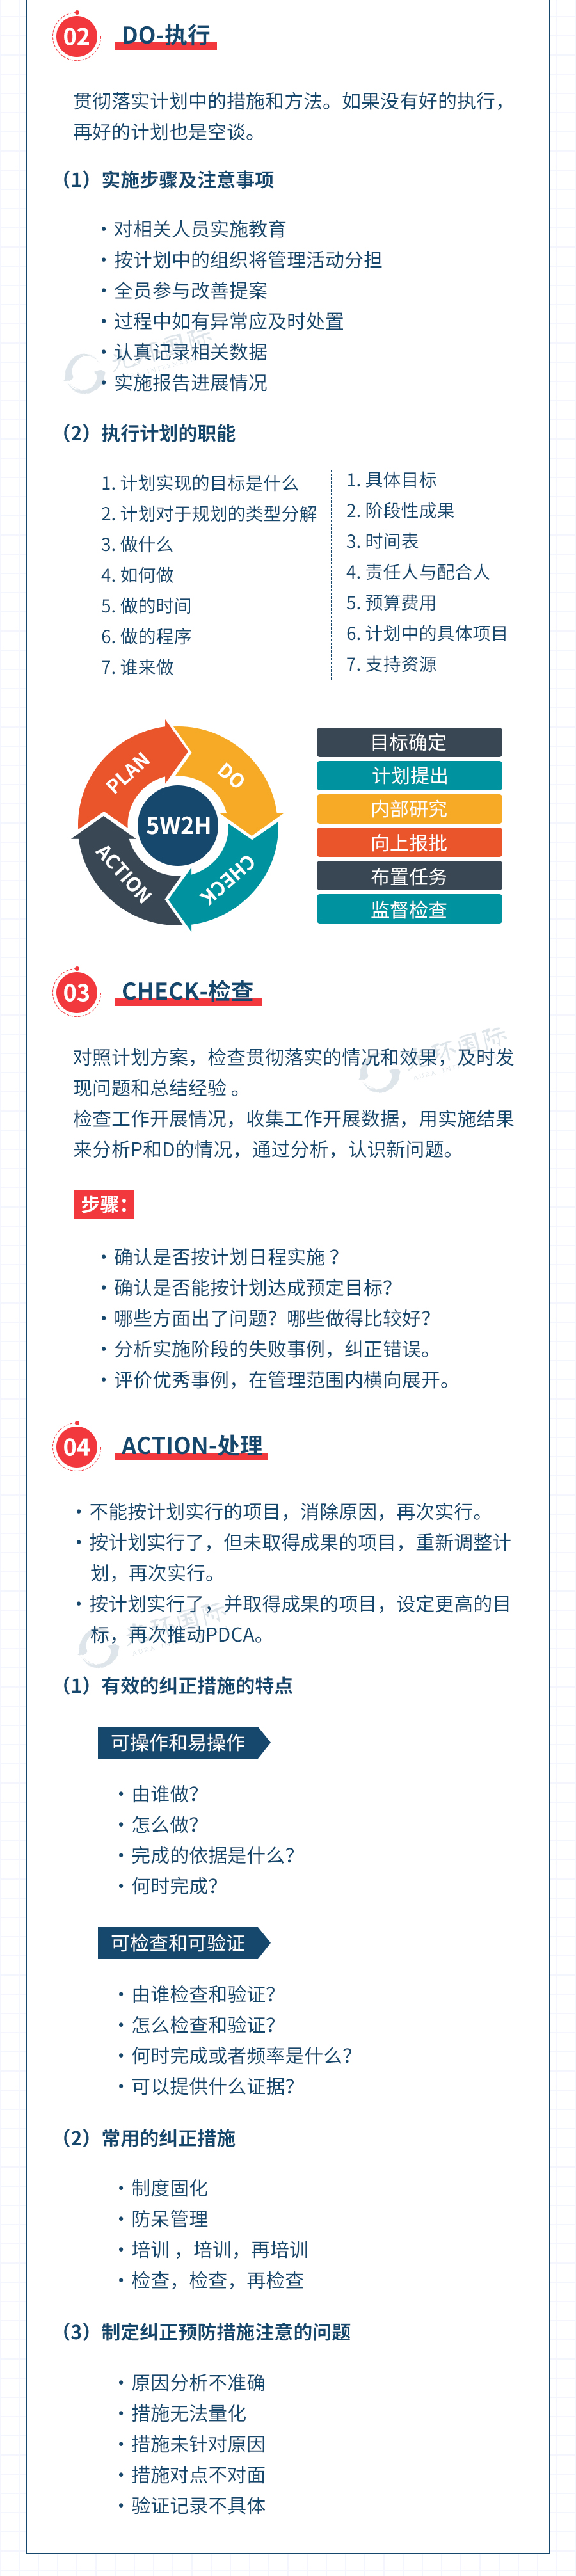 02 DO-执行
贯彻落实计划中的措施和方法。如果没有好的执行，
再好的计划也是空谈。
（1）实施步骤及注意事项
· 对相关人员实施教育
· 按计划中的组织将管理活动分担
· 全员参与改善提案
· 过程中如有异常应及时处置
· 认真记录相关数据
· 实施报告进展情况
（2）执行计划的职能
1. 计划实现的目标是什么
2. 计划对于规划的类型分解
3. 做什么
4. 如何做
5. 做的时间
6. 做的程序
7. 谁来做
1. 具体目标
2. 阶段性成果
3. 时间表
4. 责任人与配合人
5. 预算费用
6. 计划中的具体项目
7. 支持资源
PLAN
DO
CHECK
ACTION
5W2H
目标确定
计划提出
内部研究
向上报批
布置任务
监督检查
03 CHECK-检查
对照计划方案，检查贯彻落实的情况和效果，及时发
现问题和总结经验 。
检查工作开展情况，收集工作开展数据，用实施结果
来分析P和D的情况，通过分析，认识新问题。
步骤：
· 确认是否按计划日程实施 ？
· 确认是否能按计划达成预定目标？
· 哪些方面出了问题？哪些做得比较好？
· 分析实施阶段的失败事例，纠正错误。
· 评价优秀事例，在管理范围内横向展开。
04 ACTION-处理
· 不能按计划实行的项目，消除原因，再次实行。
· 按计划实行了，但未取得成果的项目，重新调整计
划，再次实行。
· 按计划实行了，并取得成果的项目，设定更高的目
标，再次推动PDCA。
（1）有效的纠正措施的特点
可操作和易操作
· 由谁做？
· 怎么做？
· 完成的依据是什么？
· 何时完成？
可检查和可验证
· 由谁检查和验证？
· 怎么检查和验证？
· 何时完成或者频率是什么？
· 可以提供什么证据？
（2）常用的纠正措施
· 制度固化
· 防呆管理
· 培训 ，培训，再培训
· 检查，检查，再检查
（3）制定纠正预防措施注意的问题
· 原因分析不准确
· 措施无法量化
· 措施未针对原因
· 措施对点不对面
· 验证记录不具体